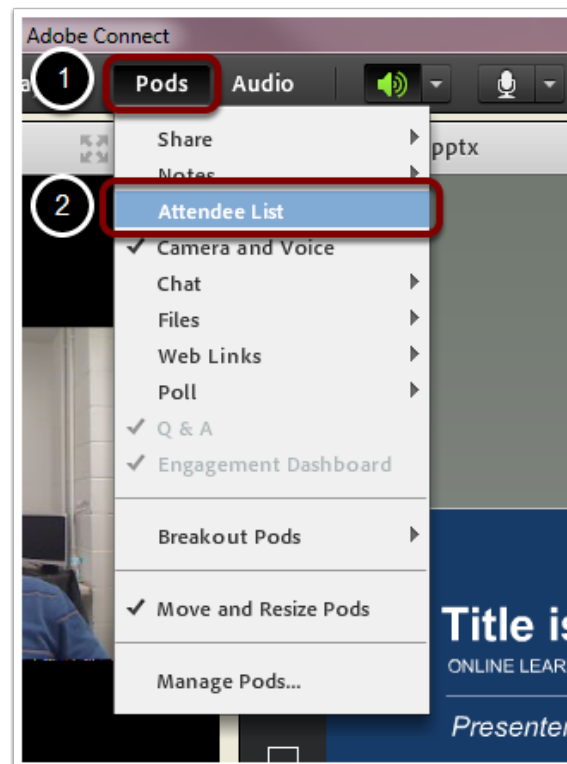 Adobe Connect
1
Pods Audio
Share
pptx
Notes
2
Attendee List
Camera and Voice
Chat
Files
Web Links
Poll
Q & A
Engagement Dashboard
Breakout Pods
Move and Resize Pods
Title is
ONLINE LEAR
Manage Pods...
Presenter